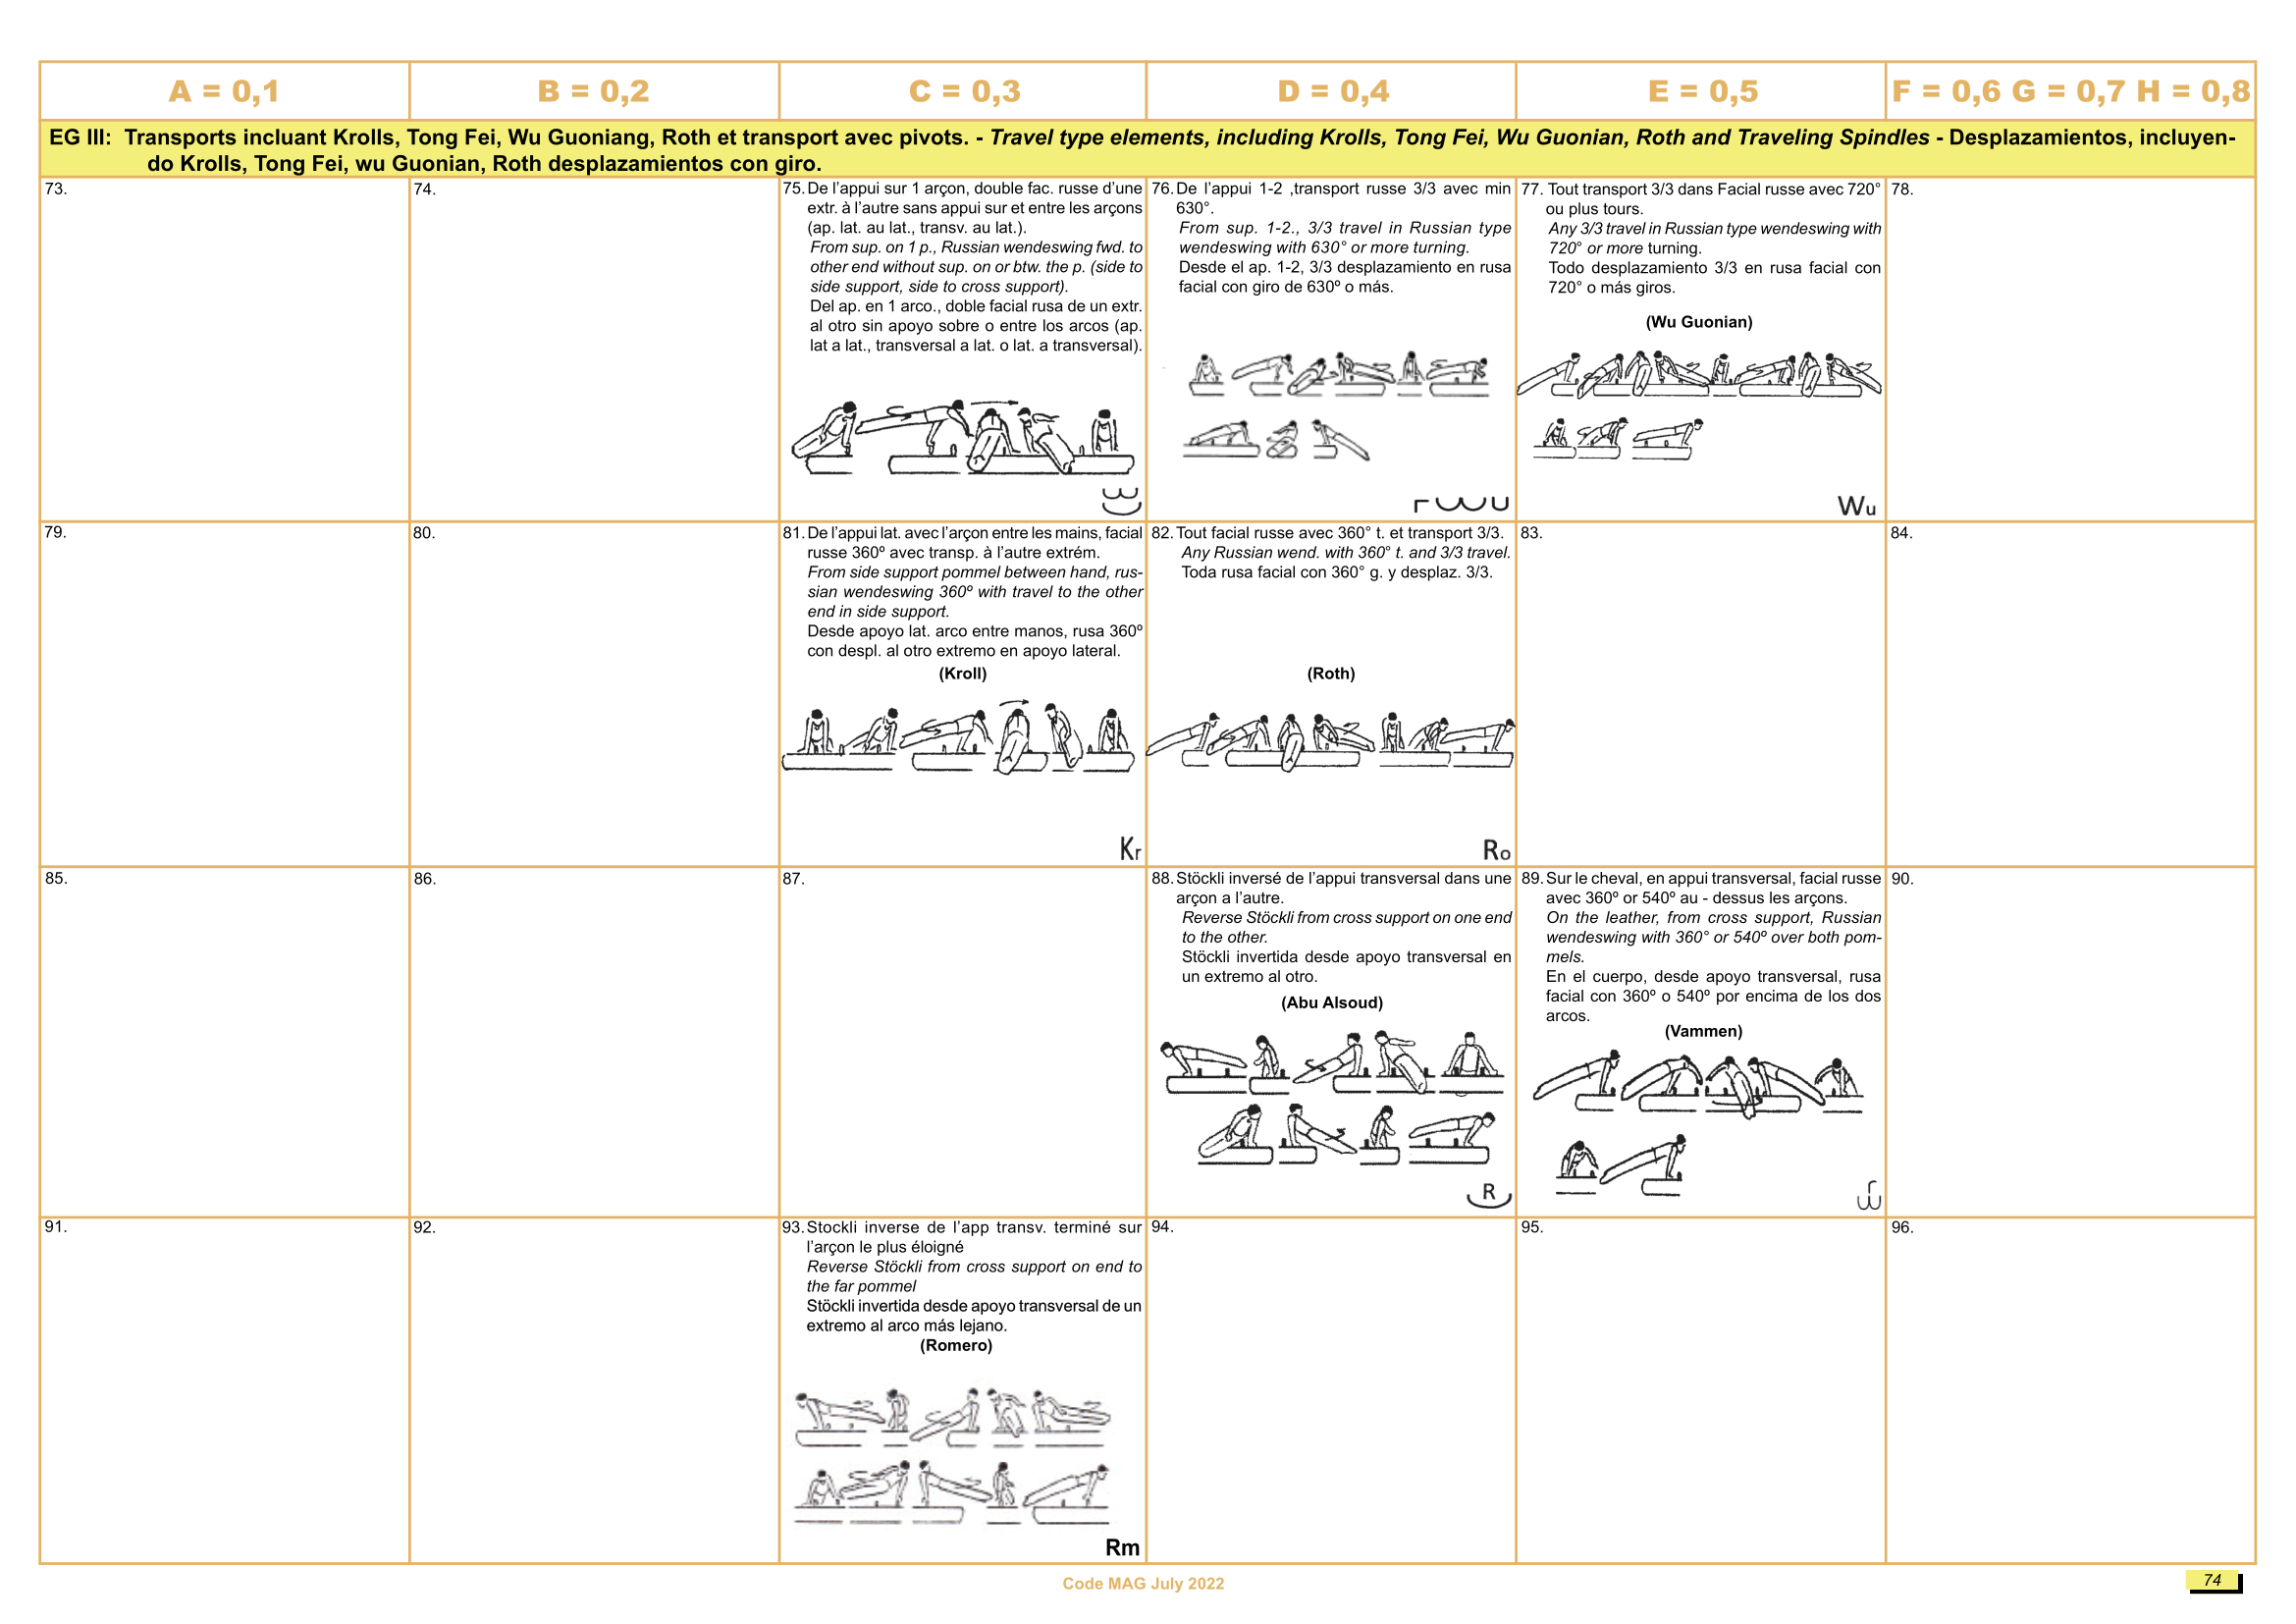 A = 0,1
B = 0,2
C = 0,3
D = 0,4
E = 0,5
F = 0,6 G = 0,7 H = 0,8
EG III: Transports incluant Krolls, Tong Fei, Wu Guoniang, Roth et transport avec pivots. - Travel type elements, including Krolls, Tong Fei, Wu Guonian, Roth and Traveling Spindles - Desplazamientos, incluyen-
do Krolls, Tong Fei, wu Guonian, Roth desplazamientos con giro.
73.
74.
75. De l'appui sur 1 arçon, double fac. russe d'une
extr. à l'autre sans appui sur et entre les arçons
(ap. lat. au lat., transv. au lat.).
From sup. on 1 p., Russian wendeswing fwd. to
other end without sup. on or btw. the p. (side to
side support, side to cross support).
Del ap. en 1 arco., doble facial rusa de un extr.
al otro sin apoyo sobre o entre los arcos (ap.
lat a lat., transversal a lat. o lat. a transversal).
76. De l'appui 1-2 ,transport russe 3/3 avec min
630°.
From sup. 1-2., 3/3 travel in Russian type
wendeswing with 630° or more turning.
Desde el ap. 1-2, 3/3 desplazamiento en rusa
facial con giro de 630º o más.
77. Tout transport 3/3 dans Facial russe avec 720°
ou plus tours.
Any 3/3 travel in Russian type wendeswing with
720° or more turning.
Todo desplazamiento 3/3 en rusa facial con
720° o más giros.
(Wu Guonian)
Wu
78.
79.
80.
81. De l'appui lat. avec l'arçon entre les mains, facial
russe 360º avec transp. à l'autre extrém.
From side support pommel between hand, rus-
sian wendeswing 360º with travel to the other
end in side support.
Desde apoyo lat. arco entre manos, rusa 360º
con despl. al otro extremo en apoyo lateral.
(Kroll)
Kr
82. Tout facial russe avec 360° t. et transport 3/3.
Any Russian wend. with 360° t. and 3/3 travel.
Toda rusa facial con 360° g. y desplaz. 3/3.
(Roth)
Ro
83.
84.
85.
86.
87.
88. Stöckli inversé de l'appui transversal dans une
arçon a l'autre.
Reverse Stöckli from cross support on one end
to the other.
Stöckli invertida desde apoyo transversal en
un extremo al otro.
(Abu Alsoud)
R
89. Sur le cheval, en appui transversal, facial russe
avec 360º or 540º au - dessus les arçons.
On the leather, from cross support, Russian
wendeswing with 360° or 540º over both pom-
mels.
En el cuerpo, desde apoyo transversal, rusa
facial con 360º o 540º por encima de los dos
arcos.
(Vammen)
90.
91.
92.
93. Stockli inverse de l'app transv. terminé sur
l'arçon le plus éloigné
Reverse Stöckli from cross support on end to
the far pommel
Stöckli invertida desde apoyo transversal de un
extremo al arco más lejano.
(Romero)
Rm
94.
95.
96.
Code MAG July 2022
74